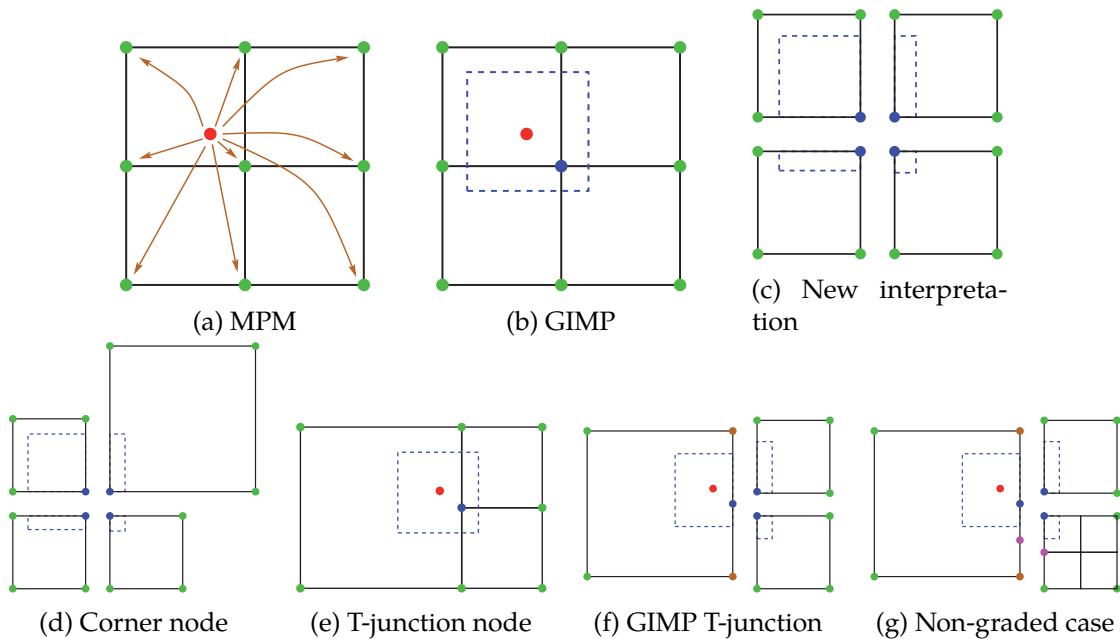 (a) MPM
(b) GIMP
(c) New interpreta-
tion
(d) Corner node
(e) T-junction node
(f) GIMP T-junction
(g) Non-graded case